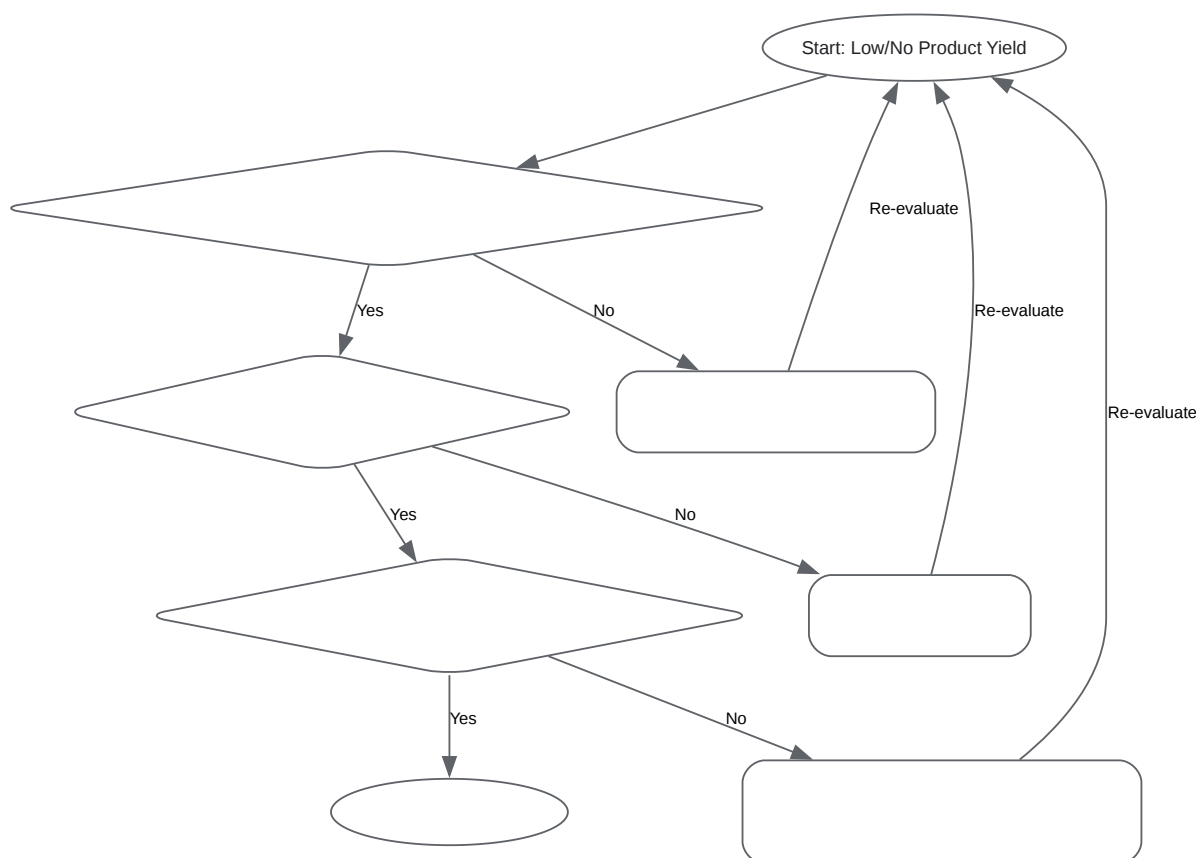 Start: Low/No Product Yield
Re-evaluate
Yes
No
Re-evaluate
Re-evaluate
Yes
No
Yes
No